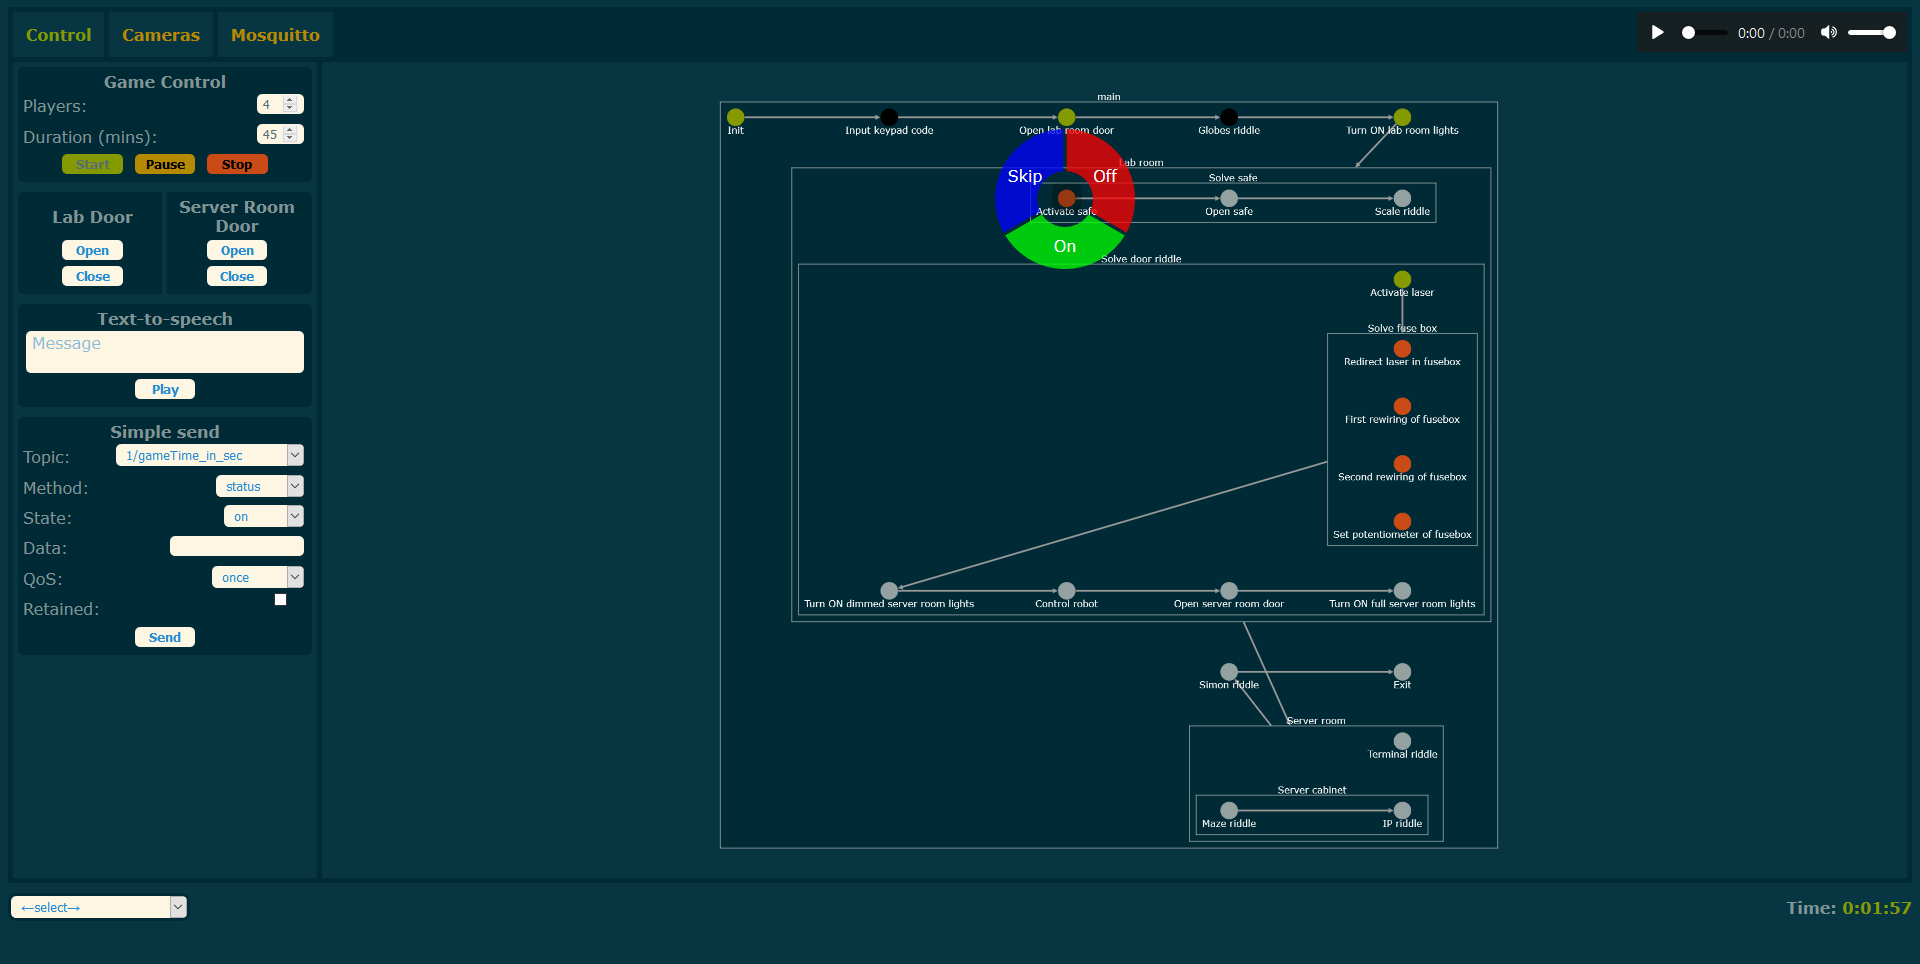 Control Cameras Mosquitto
0:00 / 0:00
Game Control
Players: 4
Duration (mins): 45
Start Pause Stop
Lab Door
Open
Close
Server Room
Door
Open
Close
Text-to-speech
Message
Play
Simple send
Topic: 1/gameTime_in_sec
Method: status
State: on
Data:
QoS: once
Retained:
Send
main
Init Input keypad code Open lab room door Globes riddle Turn ON lab room lights
Lab room
Solve safe
Skip Off
On
Activate safe Open safe Scale riddle
Solve door riddle
Activate laser
Solve fuse box
Redirect laser in fusebox
First rewiring of fusebox
Second rewiring of fusebox
Set potentiometer of fusebox
Turn ON dimmed server room lights Control robot Open server room door Turn ON full server room lights
Simon riddle Exit
Server room
Terminal riddle
Server cabinet
Maze riddle IP riddle
←select→
Time: 0:01:57